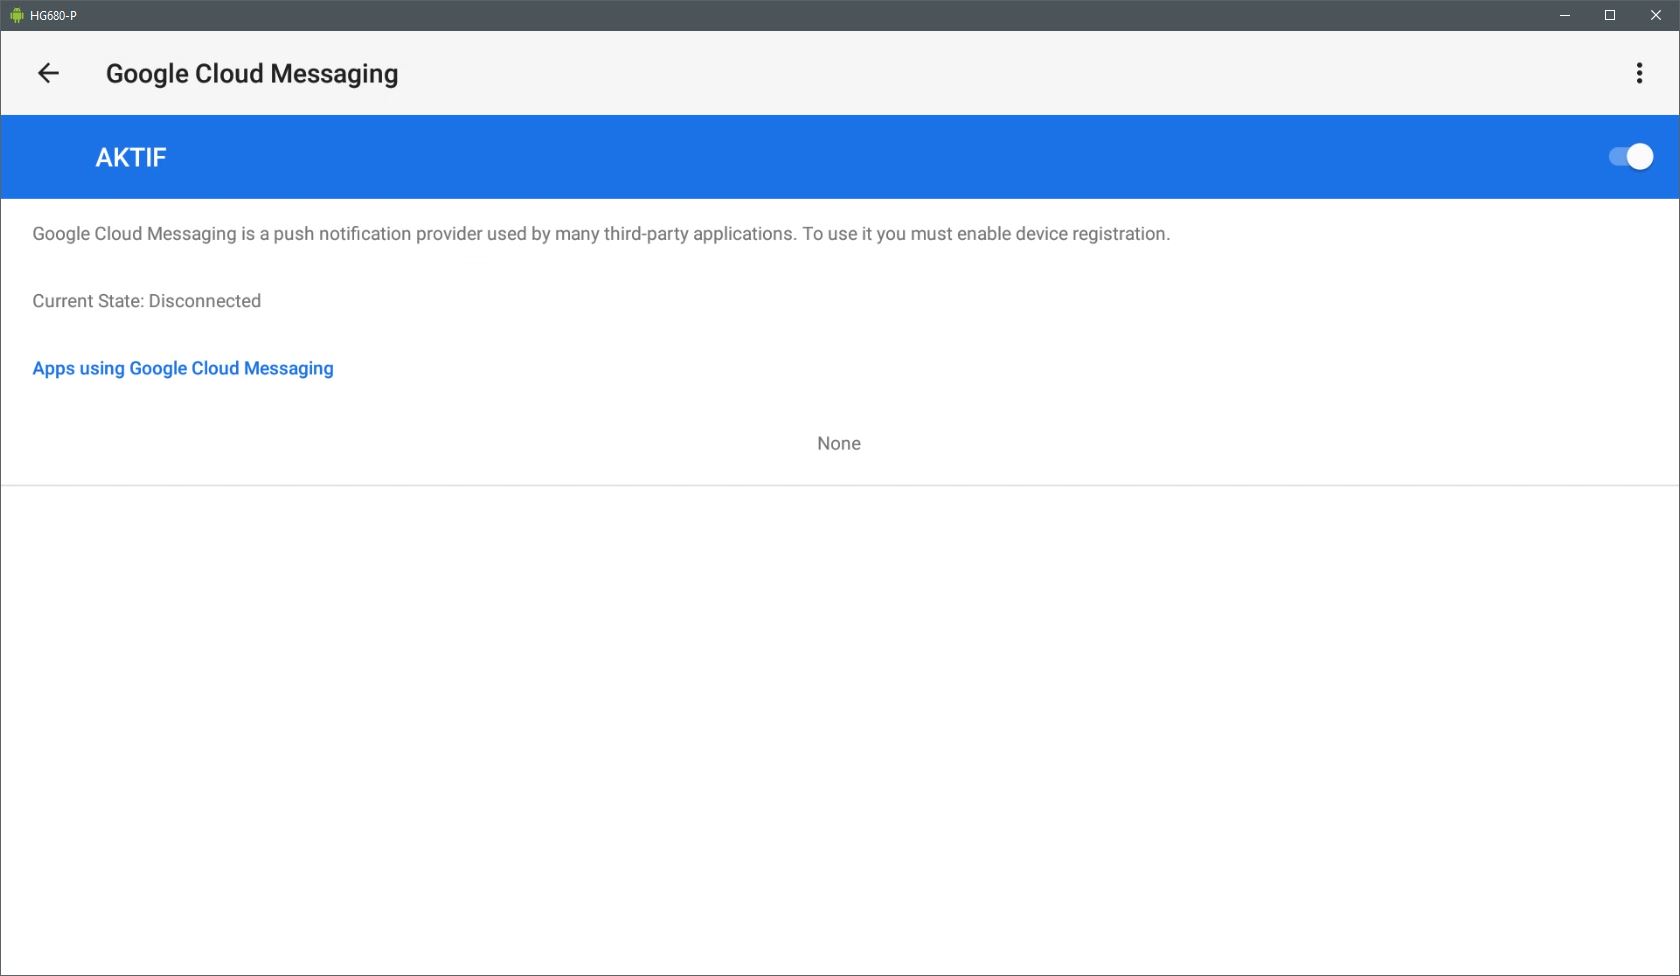 HG680-P
Google Cloud Messaging
AKTIF
Google Cloud Messaging is a push notification provider used by many third-party applications. To use it you must enable device registration.
Current State: Disconnected
Apps using Google Cloud Messaging
None